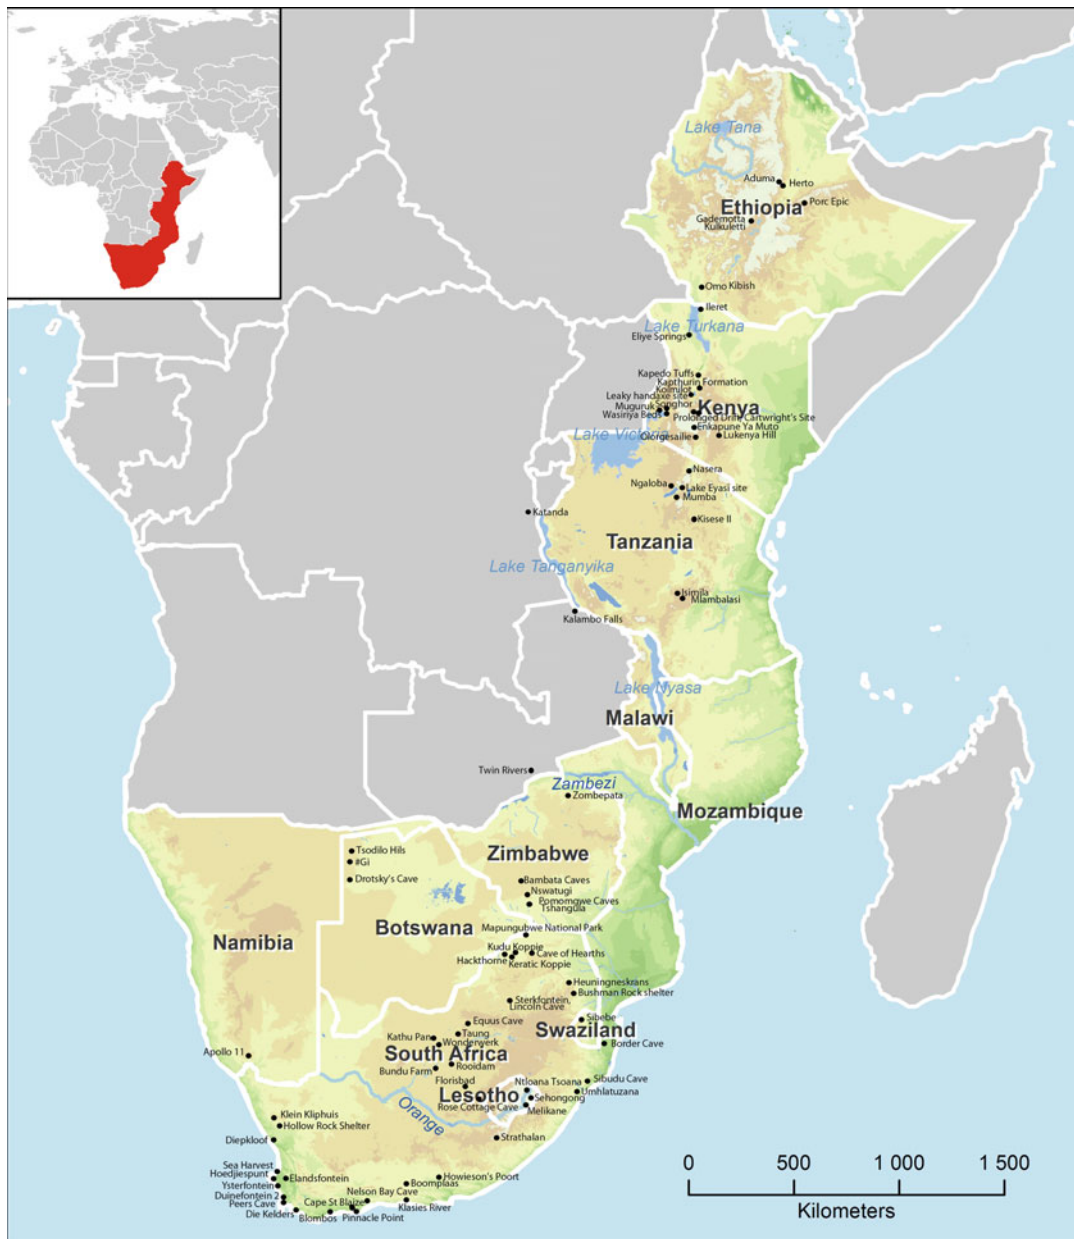 Lake Tana
Aduma
Herto
Porc Epic
Ethiopia
Gademotta
Kulkuletti
Omo Kibish
Ileret
Lake Turkana
Eliye Springs
Kapedo Tuffs
Kapthurin Formation
Koimilot
Leaky handaxe site
Songhor
Muguruk
Kenya
Wasiriya Beds
Prolonged Drift, Cartwright's Site
Enkapune Ya Muto
Lake Victoria
Olorgesailie
Lukenya Hill
Nasera
Ngaloba
Lake Eyasi site
Mumba
Katanda
Kisese II
Tanzania
Lake Tanganyika
Isimila
Mlambalasi
Kalambo Falls
Lake Nyasa
Malawi
Twin Rivers
Zambezi
Zombepata
Mozambique
Tsodilo Hils
#Gi
Drotsky's Cave
Zimbabwe
Bambata Caves
Nswatugi
Pomomgwe Caves
Tshangula
Botswana
Namibia
Mapungubwe National Park
Kudu Koppie
Cave of Hearths
Hackthorne
Keratic Koppie
Heuningneskrans
Bushman Rock shelter
Sterkfontein,
Lincoln Cave
Equus Cave
Sibebe
Swaziland
Kathu Pan
Taung
Wonderwerk
Border Cave
South Africa
Apollo 11
Bundu Farm
Rooidam
Florisbad
Ntloana Tsoana
Sibudu Cave
Lesotho
Umhlatuzana
Sehongong
Rose Cottage Cave
Melikane
Orange
Klein Kliphuis
Hollow Rock Shelter
Diepkloof
Strathalan
Sea Harvest
Hoedjiespunt
Elandsfontein
Howieson's Poort
Ysterfontein
Boomplaas
Duinefontein 2
Nelson Bay Cave
Peers Cave
Cape St Blaize
Klasies River
Die Kelders
Blombos
Pinnacle Point
0 500 1 000 1 500
Kilometers